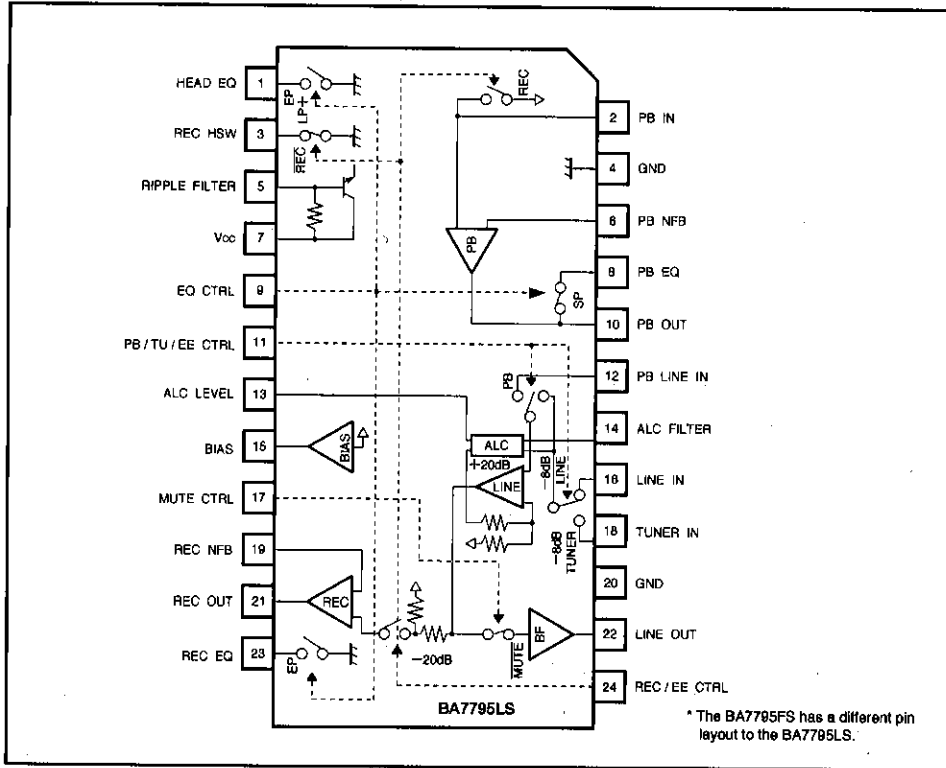 HEAD EQ 1
REC HSW 3
RIPPLE FILTER 5
Vcc 7
EQ CTRL 9
PB / TU / EE CTRL 11
ALC LEVEL 13
BIAS 15
MUTE CTRL 17
REC NFB 19
REC OUT 21
REC EQ 23
EP
LP+
REC
REC
PB
SP
PB
ALC
+20dB
LINE
-8dB
LINE
-8dB
TUNER
BIAS
REC
EP
-20dB
MUTE
BF
2 PB IN
4 GND
6 PB NFB
8 PB EQ
10 PB OUT
12 PB LINE IN
14 ALC FILTER
16 LINE IN
18 TUNER IN
20 GND
22 LINE OUT
24 REC / EE CTRL
BA7795LS
* The BA7795FS has a different pin
layout to the BA7795LS.